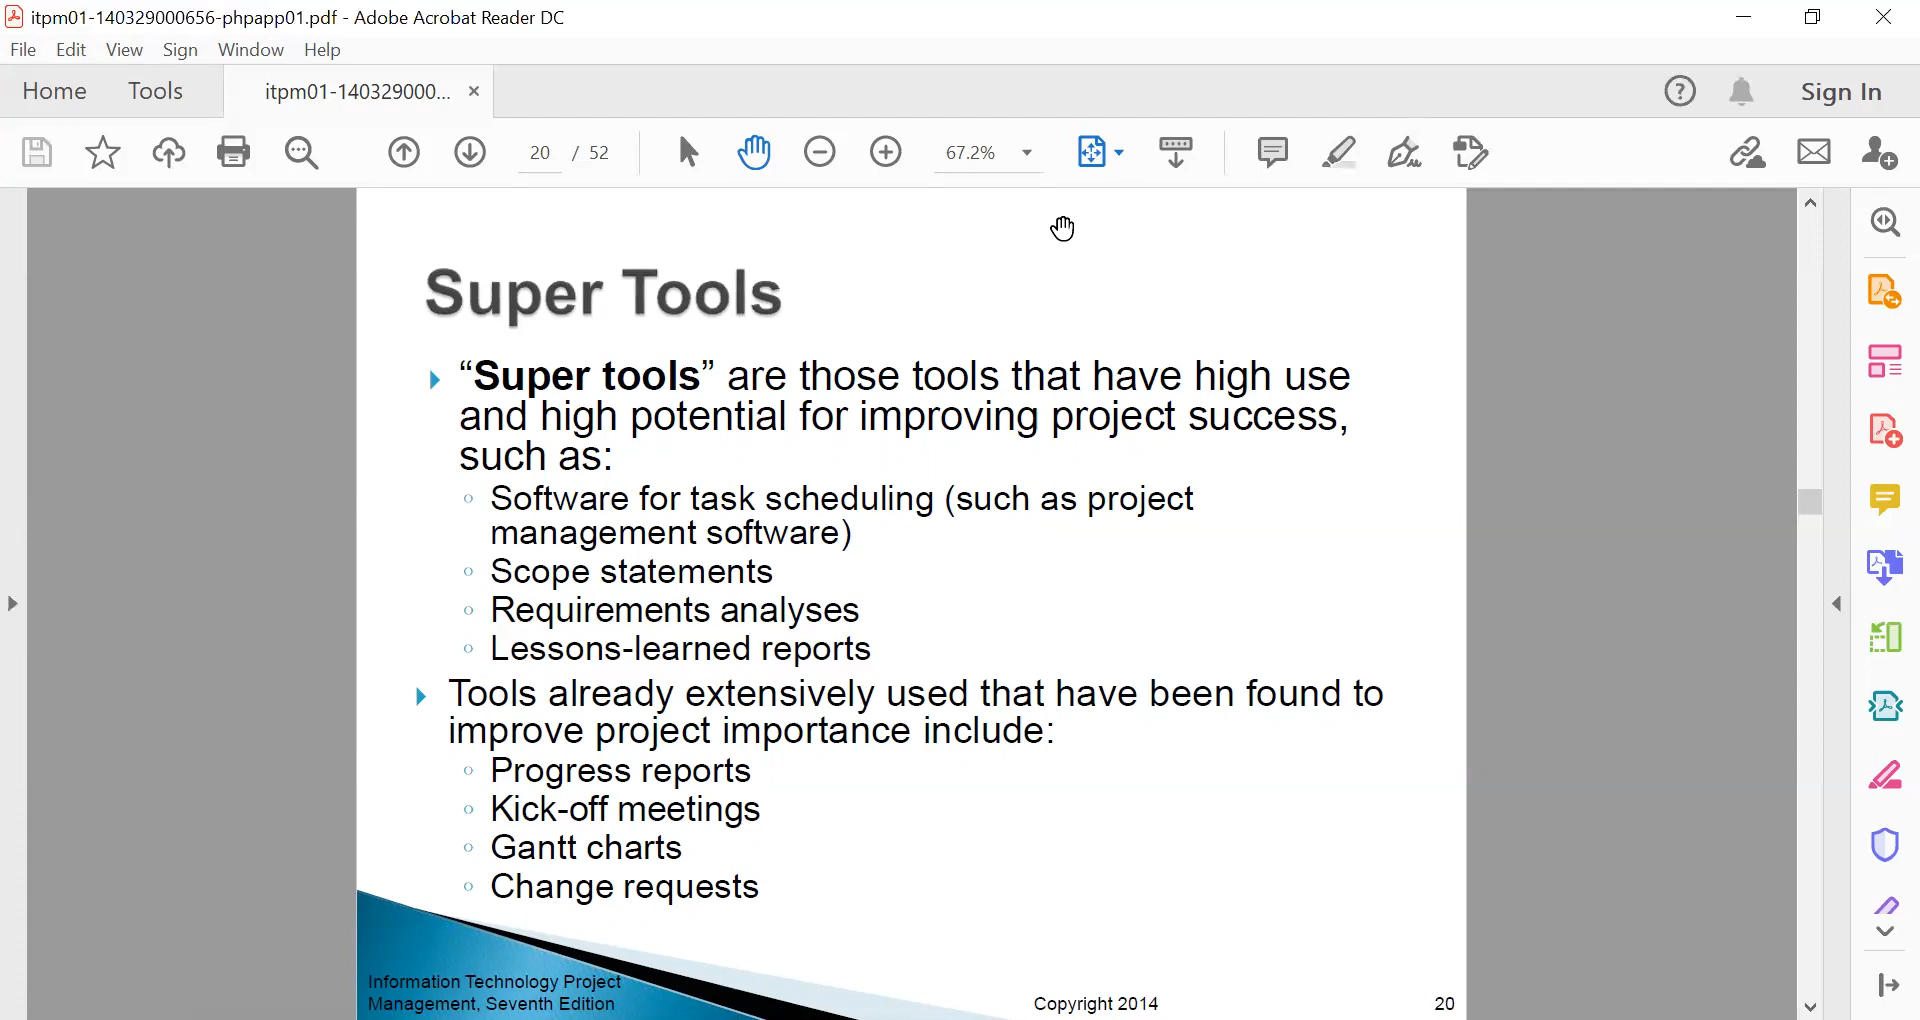 itpm01-140329000656-phpapp01.pdf - Adobe Acrobat Reader DC
File Edit View Sign Window Help
Home Tools itpm01-140329000... × Sign In
20 / 52 67.2%
Super Tools
“Super tools” are those tools that have high use
and high potential for improving project success,
such as:
Software for task scheduling (such as project
management software)
Scope statements
Requirements analyses
Lessons-learned reports
Tools already extensively used that have been found to
improve project importance include:
Progress reports
Kick-off meetings
Gantt charts
Change requests
Information Technology Project
Management, Seventh Edition
Copyright 2014
20